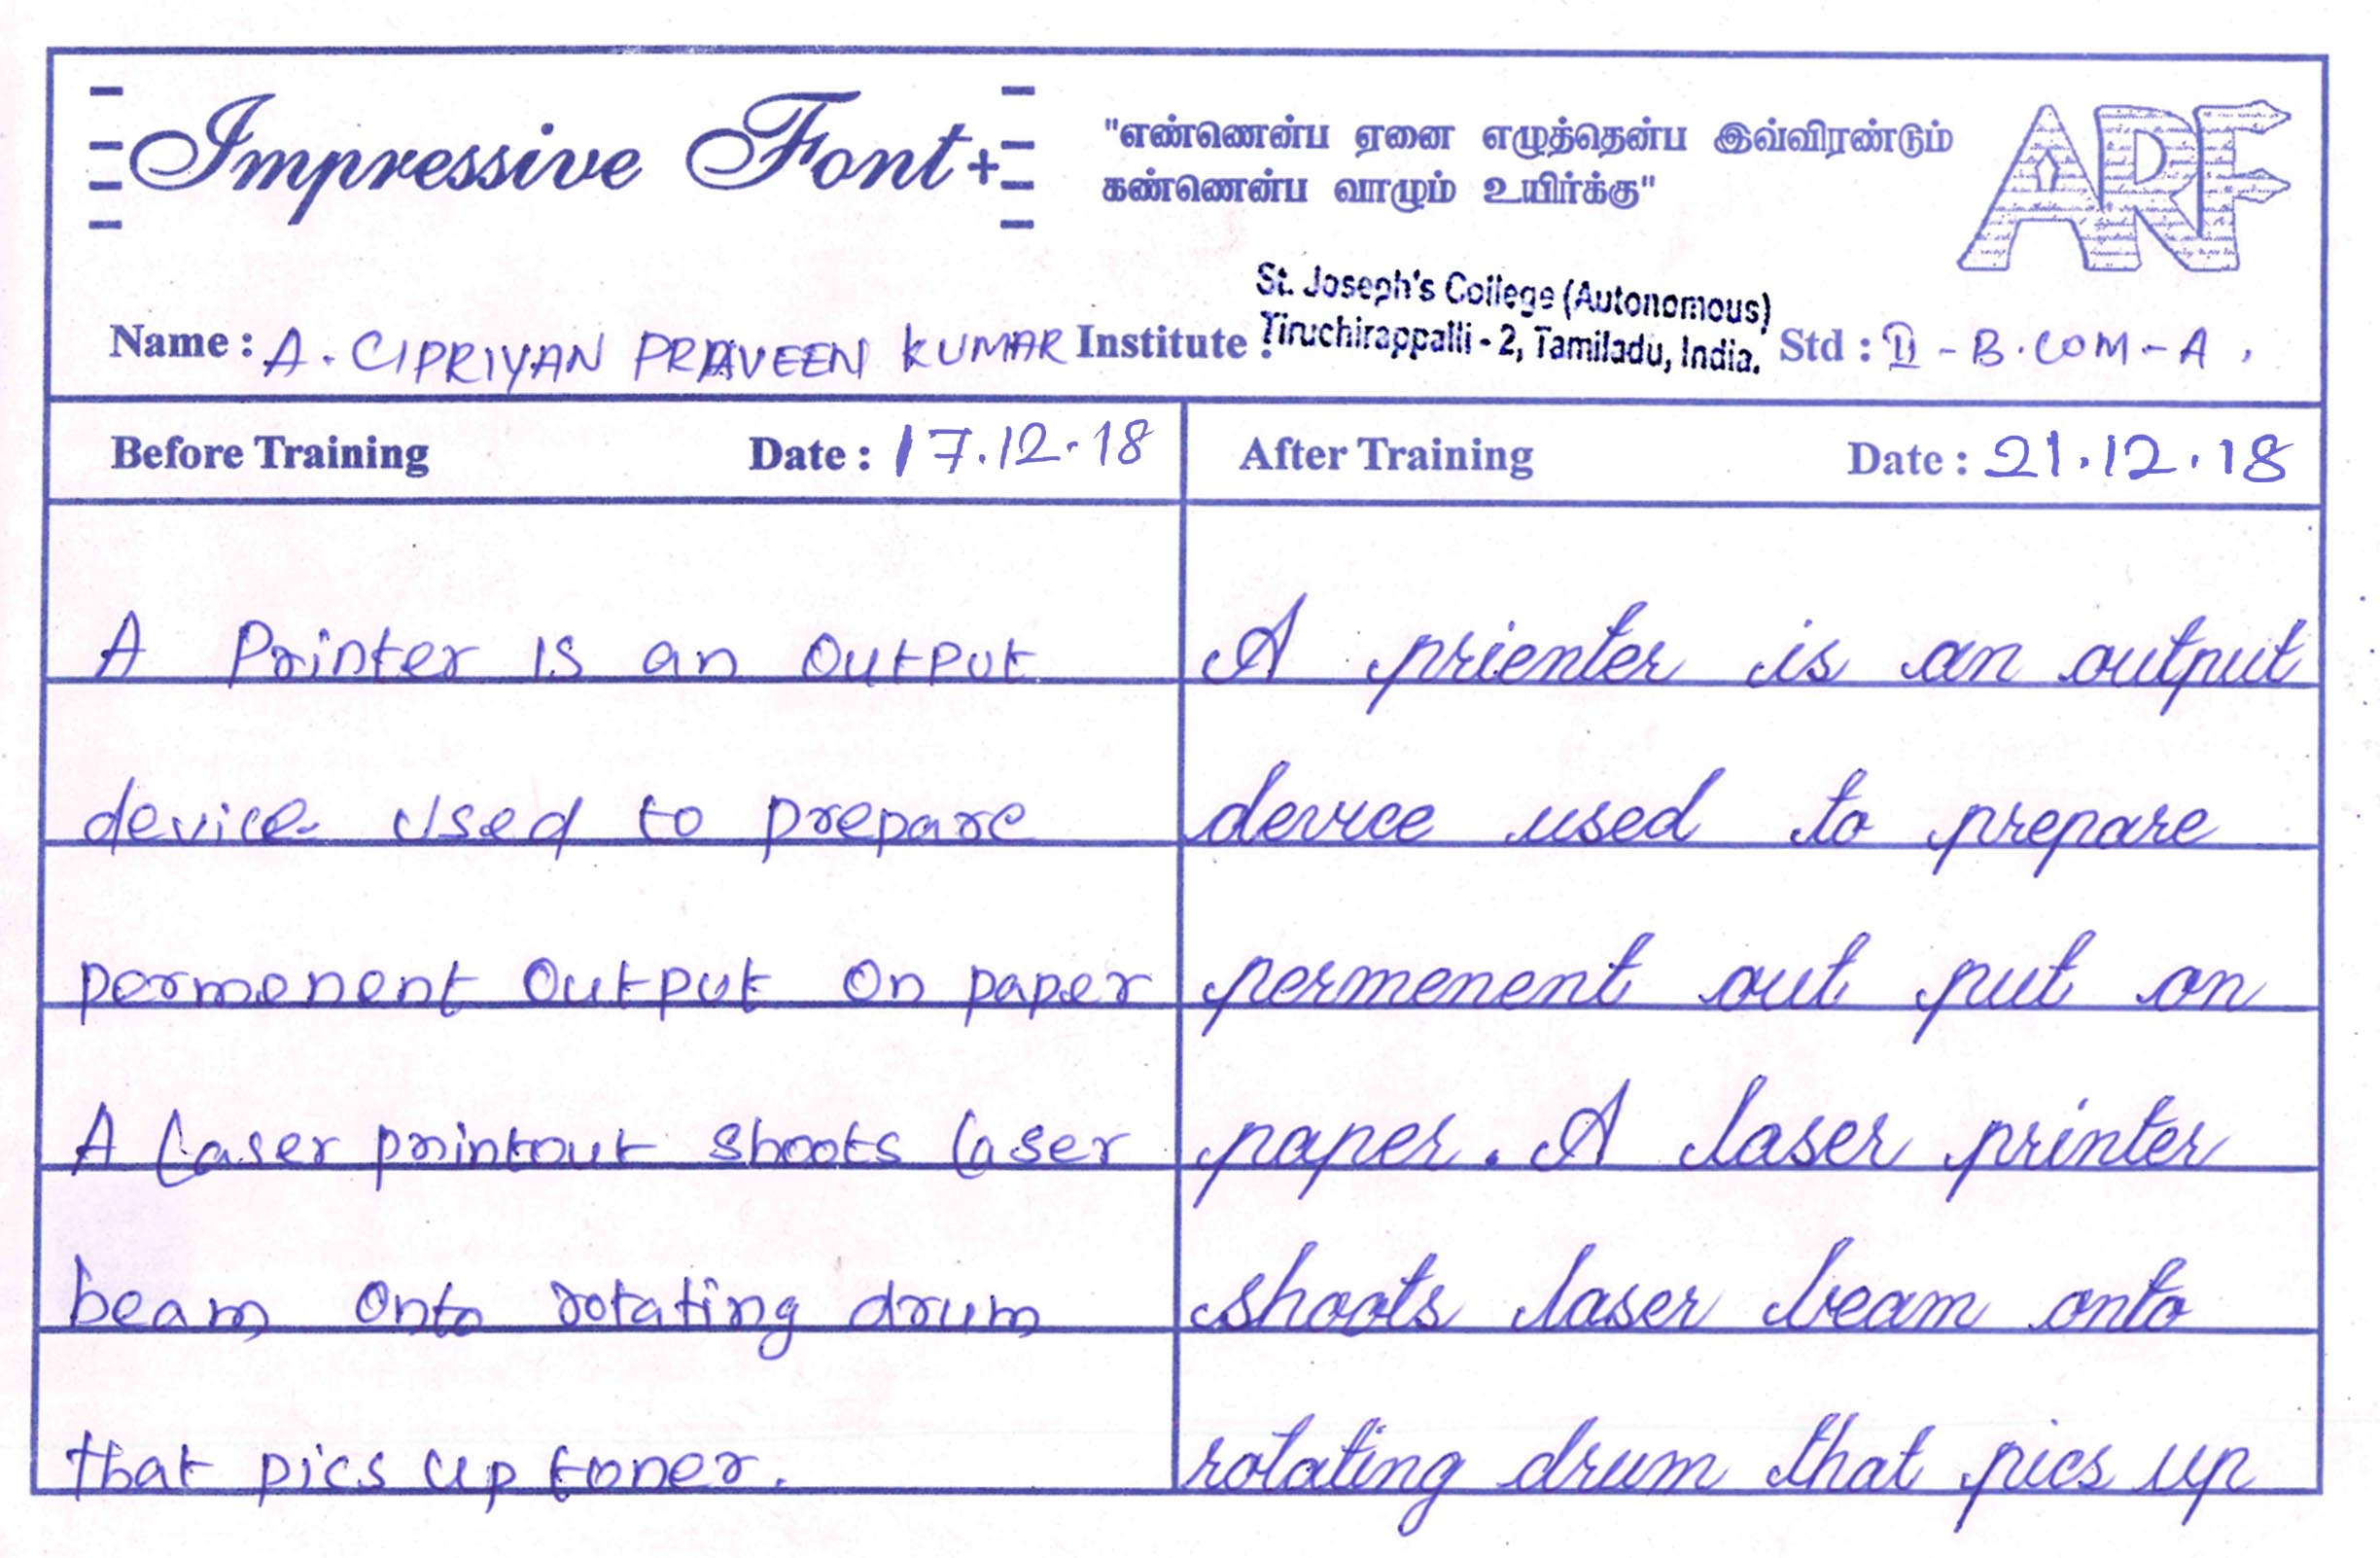 Impressive Font+
"எண்ணென்ப ஏனை எழுத்தென்ப இவ்விரண்டும்
கண்ணென்ப வாழும் உயிர்க்கு"
ARF
St. Joseph's College (Autonomous)
Tiruchirappalli - 2, Tamiladu, India.
Name : A. CIPRIYAN PRAVEEN KUMAR Institute : Std : II - B.COM - A.
Before Training Date : 17.12.18
After Training Date : 21.12.18
A Printer is an output
device used to prepare
permenent output on paper
A laser printout shoots laser
beam onto rotating drum
that pics up toner.
A prienter is an output
device used to prepare
permenent out put on
paper. A laser printer
shoots laser beam onto
rotating drum that pics up